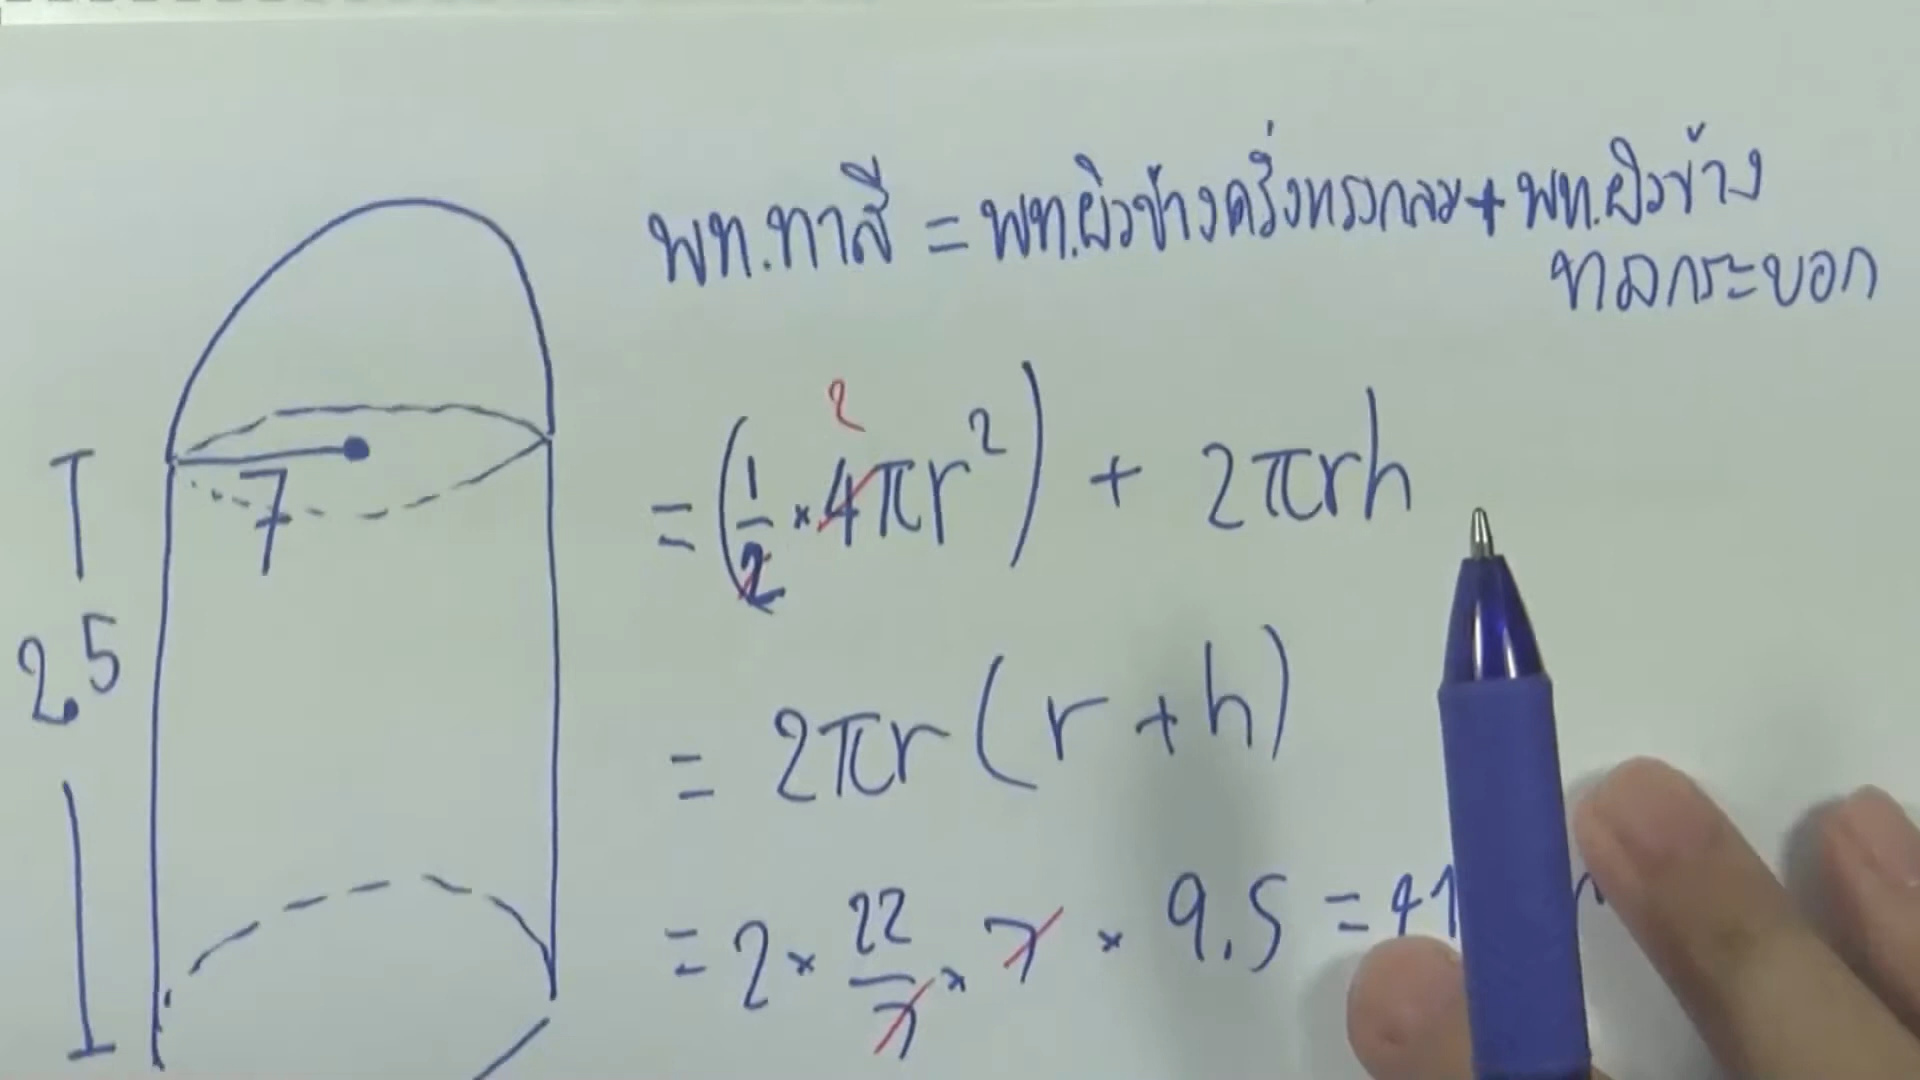 พท.ทาสี = พท.ผิวข้างครึ่งทรงกลม + พท.ผิวข้าง
ทรงกระบอก
= (1/2 × 4πr²) + 2πrh
2
7
2.5
= 2πr (r + h)
= 2 × 22/7 × 7 × 9.5 = 41